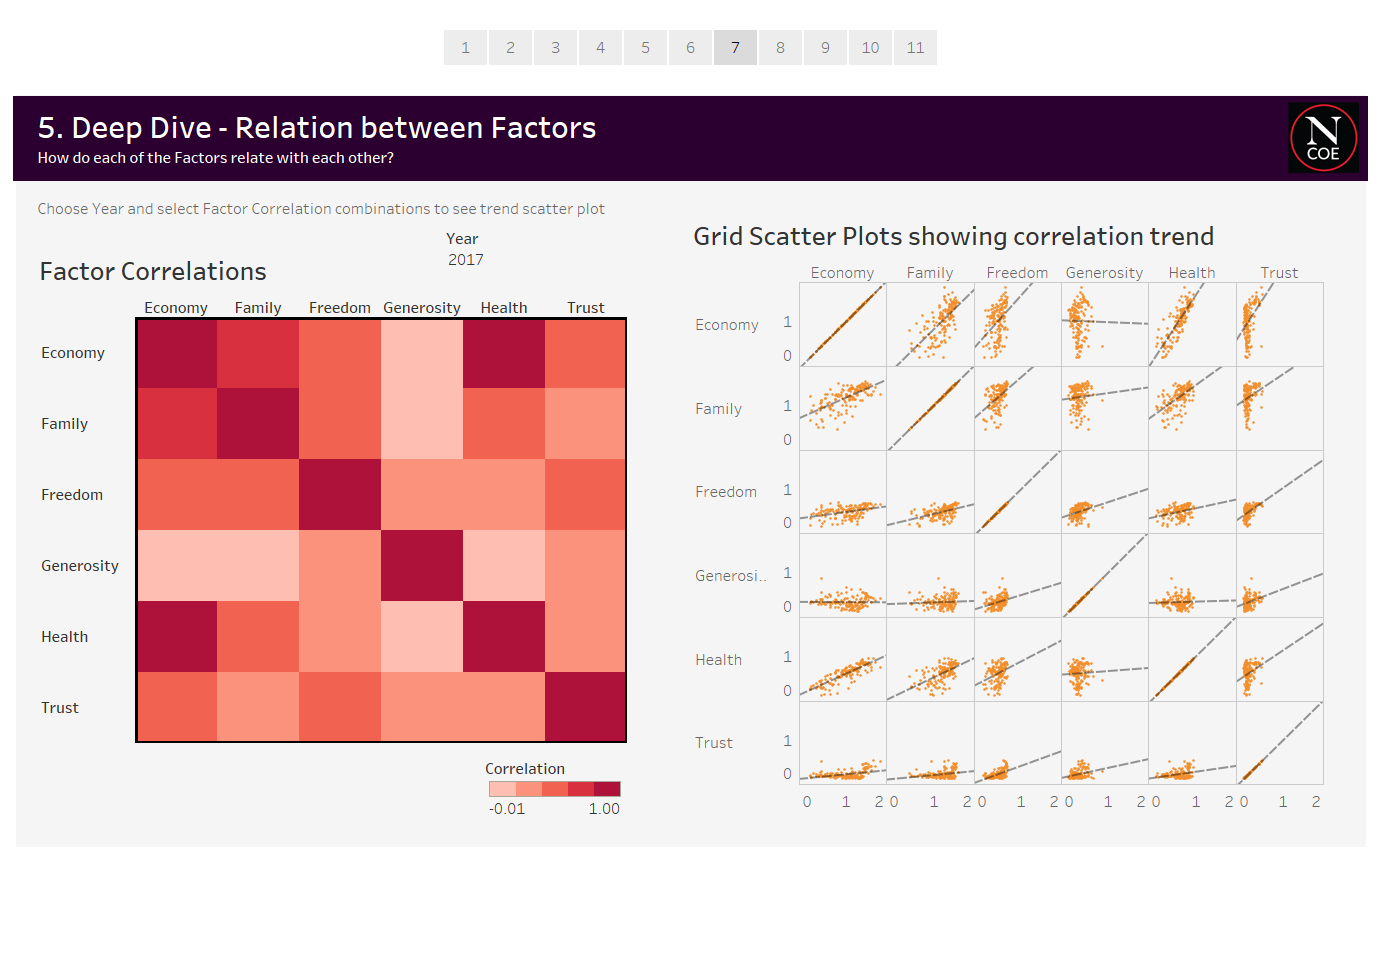 1 2 3 4 5 6 7 8 9 10 11
5. Deep Dive - Relation between Factors
How do each of the Factors relate with each other?
N
COE
Choose Year and select Factor Correlation combinations to see trend scatter plot
Year
2017
Factor Correlations
Economy Family Freedom Generosity Health Trust
Economy
Family
Freedom
Generosity
Health
Trust
Correlation
-0.01 1.00
Grid Scatter Plots showing correlation trend
Economy Family Freedom Generosity Health Trust
Economy 1
0
Family 1
0
Freedom 1
0
Generosi.. 1
0
Health 1
0
Trust 1
0
0 1 2 0 1 2 0 1 2 0 1 2 0 1 2 0 1 2